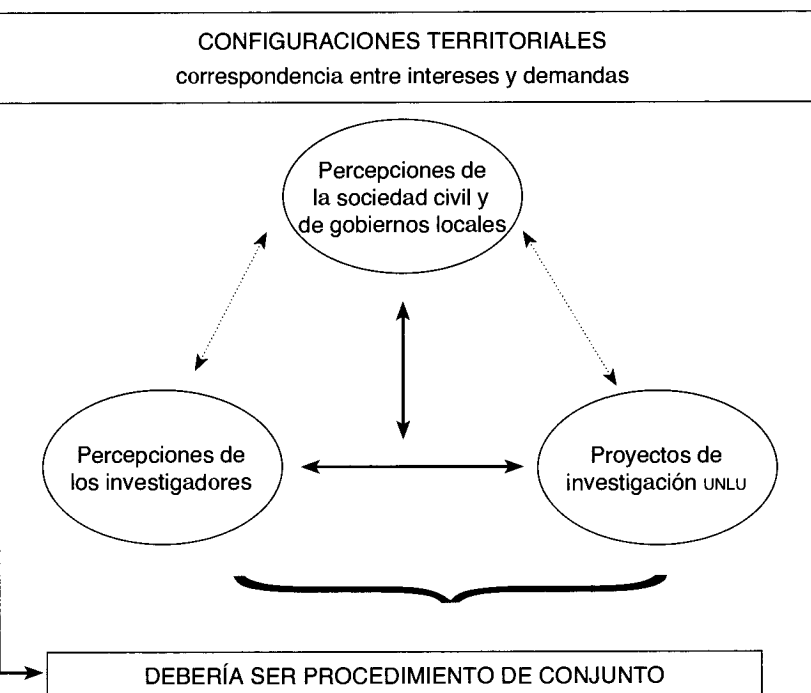 CONFIGURACIONES TERRITORIALES
correspondencia entre intereses y demandas
Percepciones de
la sociedad civil y
de gobiernos locales
Percepciones de
los investigadores
Proyectos de
investigación UNLU
DEBERÍA SER PROCEDIMIENTO DE CONJUNTO